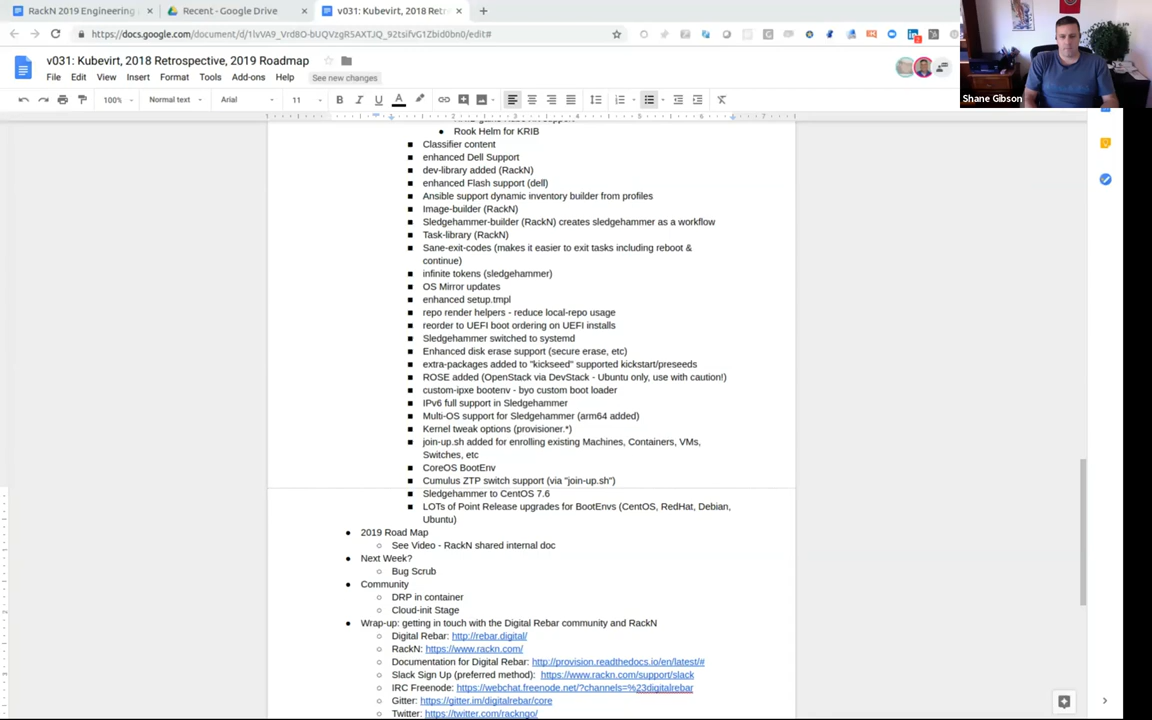 RackN 2019 Engineering
Recent - Google Drive
v031: Kubevirt, 2018 Retr
https://docs.google.com/document/d/1lvVA9_Vrd8O-bUQVzgRSAXTJQ_92tsifvG1Zbid0bn0/edit#
v031: Kubevirt, 2018 Retrospective, 2019 Roadmap
File Edit View Insert Format Tools Add-ons Help See new changes
100% Normal text Arial 11
Shane Gibson
Rook Helm for KRIB
Classifier content
enhanced Dell Support
dev-library added (RackN)
enhanced Flash support (dell)
Ansible support dynamic inventory builder from profiles
Image-builder (RackN)
Sledgehammer-builder (RackN) creates sledgehammer as a workflow
Task-library (RackN)
Sane-exit-codes (makes it easier to exit tasks including reboot &
continue)
infinite tokens (sledgehammer)
OS Mirror updates
enhanced setup.tmpl
repo render helpers - reduce local-repo usage
reorder to UEFI boot ordering on UEFI installs
Sledgehammer switched to systemd
Enhanced disk erase support (secure erase, etc)
extra-packages added to "kickseed" supported kickstart/preseeds
ROSE added (OpenStack via DevStack - Ubuntu only, use with caution!)
custom-ipxe bootenv - byo custom boot loader
IPv6 full support in Sledgehammer
Multi-OS support for Sledgehammer (arm64 added)
Kernel tweak options (provisioner.*)
join-up.sh added for enrolling existing Machines, Containers, VMs,
Switches, etc
CoreOS BootEnv
Cumulus ZTP switch support (via "join-up.sh")
Sledgehammer to CentOS 7.6
LOTs of Point Release upgrades for BootEnvs (CentOS, RedHat, Debian,
Ubuntu)
2019 Road Map
See Video - RackN shared internal doc
Next Week?
Bug Scrub
Community
DRP in container
Cloud-init Stage
Wrap-up: getting in touch with the Digital Rebar community and RackN
Digital Rebar: http://rebar.digital/
RackN: https://www.rackn.com/
Documentation for Digital Rebar: http://provision.readthedocs.io/en/latest/#
Slack Sign Up (preferred method): https://www.rackn.com/support/slack
IRC Freenode: https://webchat.freenode.net/?channels=%23digitalrebar
Gitter: https://gitter.im/digitalrebar/core
Twitter: https://twitter.com/rackngo/